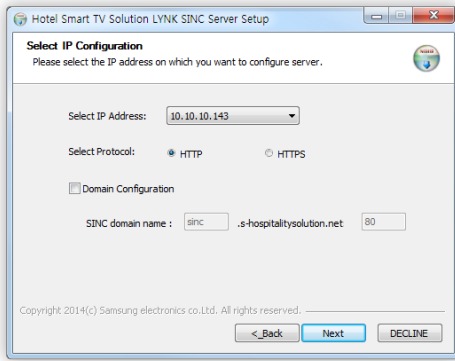 Hotel Smart TV Solution LYNK SINC Server Setup
Select IP Configuration
Please select the IP address on which you want to configure server.
Select IP Address: 10.10.10.143
Select Protocol: HTTP HTTPS
Domain Configuration
SINC domain name : sinc .s-hospitalitysolution.net 80
Copyright 2014(c) Samsung electronics co.Ltd. All rights reserved.
<_Back Next DECLINE